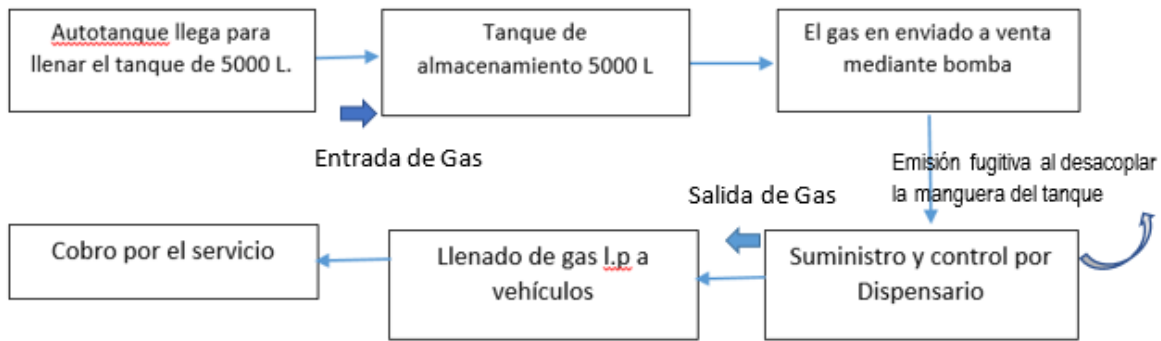 Autotanque llega para
llenar el tanque de 5000 L.
Tanque de
almacenamiento 5000 L
El gas en enviado a venta
mediante bomba
Entrada de Gas
Emisión fugitiva al desacoplar
la manguera del tanque
Salida de Gas
Cobro por el servicio
Llenado de gas l.p a
vehículos
Suministro y control por
Dispensario